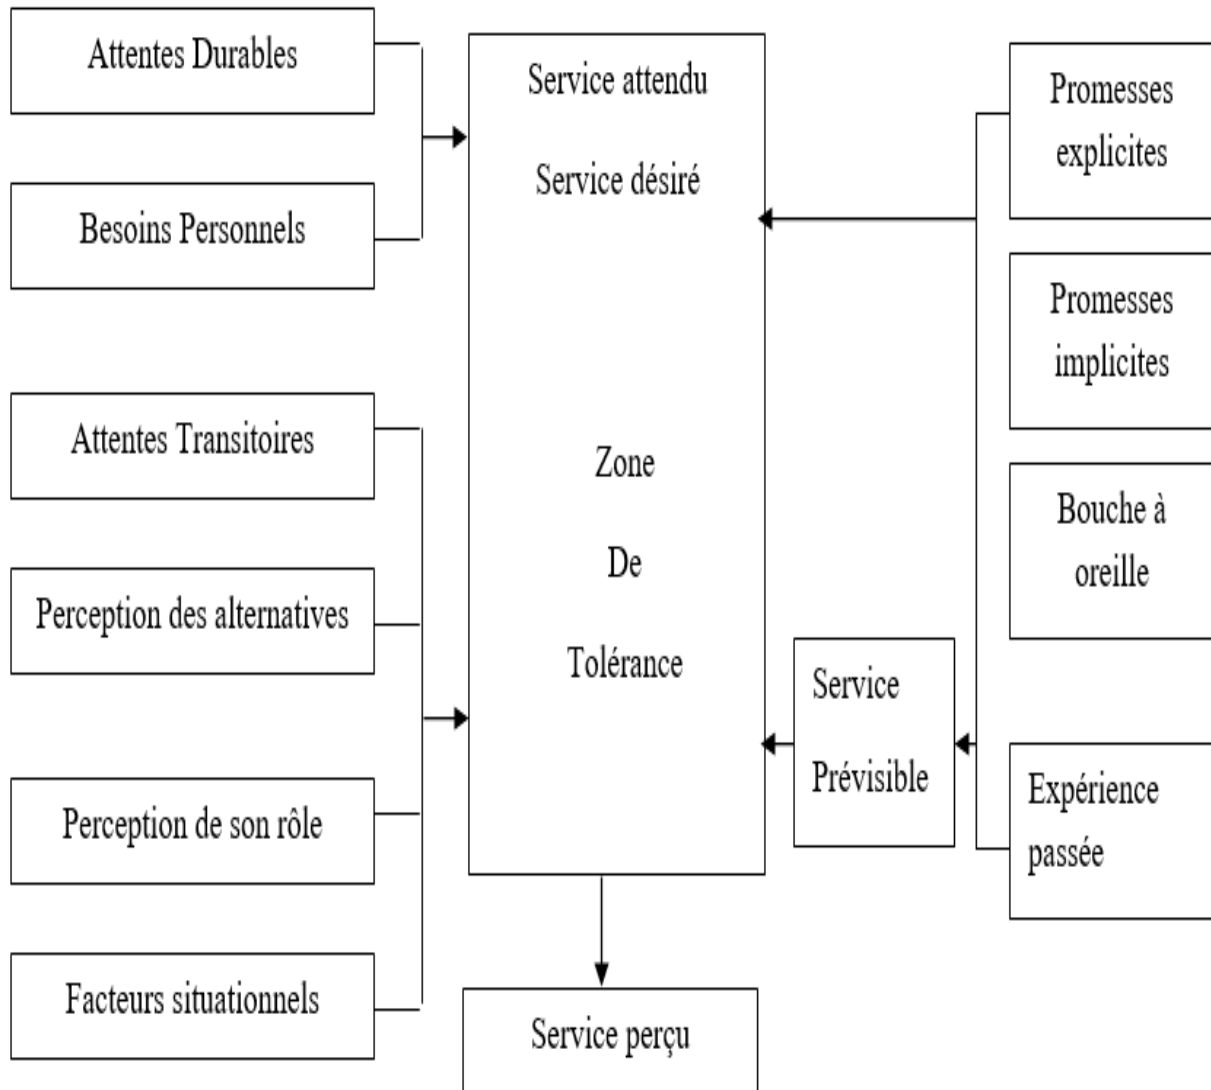 Attentes Durables
Besoins Personnels
Attentes Transitoires
Perception des alternatives
Perception de son rôle
Facteurs situationnels
Service attendu
Service désiré
Zone
De
Tolérance
Service perçu
Service
Prévisible
Promesses
explicites
Promesses
implicites
Bouche à
oreille
Expérience
passée